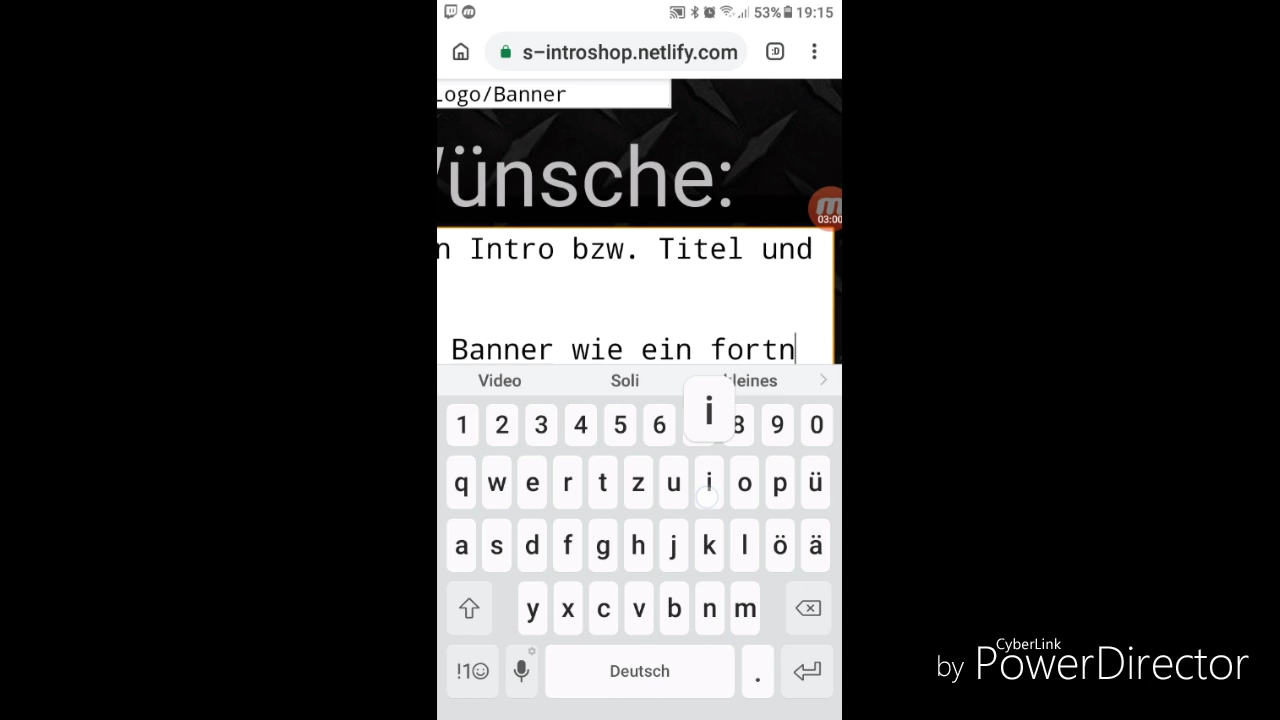 53% 19:15
s-introshop.netlify.com :D
Logo/Banner
Wünsche:
03:00
n Intro bzw. Titel und
Banner wie ein fortn
Video Soli kleines
i
1 2 3 4 5 6 8 9 0
q w e r t z u i o p ü
a s d f g h j k l ö ä
y x c v b n m
!1☺ Deutsch .
CyberLink
by PowerDirector